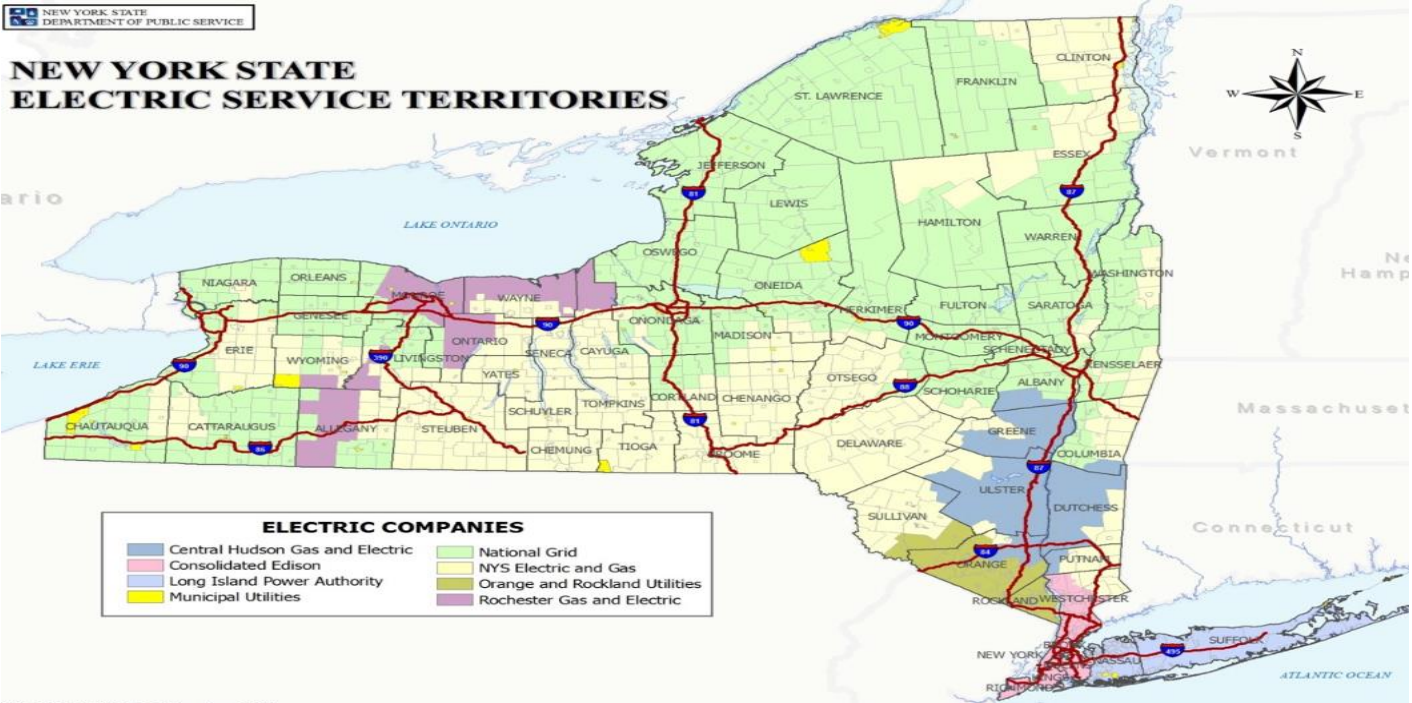 NEW YORK STATE
DEPARTMENT OF PUBLIC SERVICE
NEW YORK STATE
ELECTRIC SERVICE TERRITORIES
N
W
E
S
CLINTON
FRANKLIN
ST. LAWRENCE
Vermont
ESSEX
JEFFERSON
87
81
ario
LEWIS
HAMILTON
LAKE ONTARIO
WARREN
OSWEGO
Ne
Hamp
WASHINGTON
NIAGARA
ORLEANS
ONEIDA
MONROE
WAYNE
HERKIMER
FULTON
SARATOGA
GENESEE
90
ONONDAGA
90
MADISON
MONTGOMERY
ONTARIO
SCHENECTADY
ERIE
WYOMING
390
LIVINGSTON
SENECA
CAYUGA
LAKE ERIE
90
RENSSELAER
YATES
OTSEGO
88
SCHOHARIE
ALBANY
CORTLAND
CHENANGO
TOMPKINS
SCHUYLER
Massachuset
CHAUTAUQUA
CATTARAUGUS
ALLEGANY
STEUBEN
81
GREENE
86
CHEMUNG
TIOGA
BROOME
DELAWARE
COLUMBIA
87
ULSTER
DUTCHESS
SULLIVAN
Connecticut
84
ORANGE
PUTNAM
ROCKLAND
WESTCHESTER
SUFFOLK
495
NEW YORK
NASSAU
RICHMOND
ATLANTIC OCEAN
ELECTRIC COMPANIES
Central Hudson Gas and Electric
Consolidated Edison
Long Island Power Authority
Municipal Utilities
National Grid
NYS Electric and Gas
Orange and Rockland Utilities
Rochester Gas and Electric